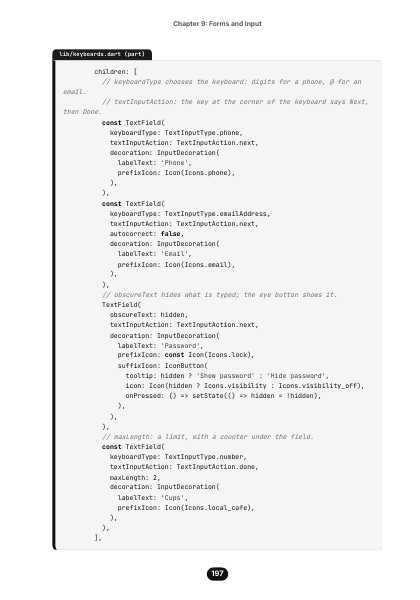 Chapter 9: Forms and Input
lib/keyboards.dart (part)
children: [
// keyboardType chooses the keyboard: digits for a phone, @ for an
email.
// textInputAction: the key at the corner of the keyboard says Next,
then Done.
const TextField(
keyboardType: TextInputType.phone,
textInputAction: TextInputAction.next,
decoration: InputDecoration(
labelText: 'Phone',
prefixIcon: Icon(Icons.phone),
),
),
const TextField(
keyboardType: TextInputType.emailAddress,
textInputAction: TextInputAction.next,
autocorrect: false,
decoration: InputDecoration(
labelText: 'Email',
prefixIcon: Icon(Icons.email),
),
),
// obscureText hides what is typed; the eye button shows it.
TextField(
obscureText: hidden,
textInputAction: TextInputAction.next,
decoration: InputDecoration(
labelText: 'Password',
prefixIcon: const Icon(Icons.lock),
suffixIcon: IconButton(
tooltip: hidden ? 'Show password' : 'Hide password',
icon: Icon(hidden ? Icons.visibility : Icons.visibility_off),
onPressed: () => setState(() => hidden = !hidden),
),
),
),
// maxLength: a limit, with a counter under the field.
const TextField(
keyboardType: TextInputType.number,
textInputAction: TextInputAction.done,
maxLength: 2,
decoration: InputDecoration(
labelText: 'Cups',
prefixIcon: Icon(Icons.local_cafe),
),
),
],
197